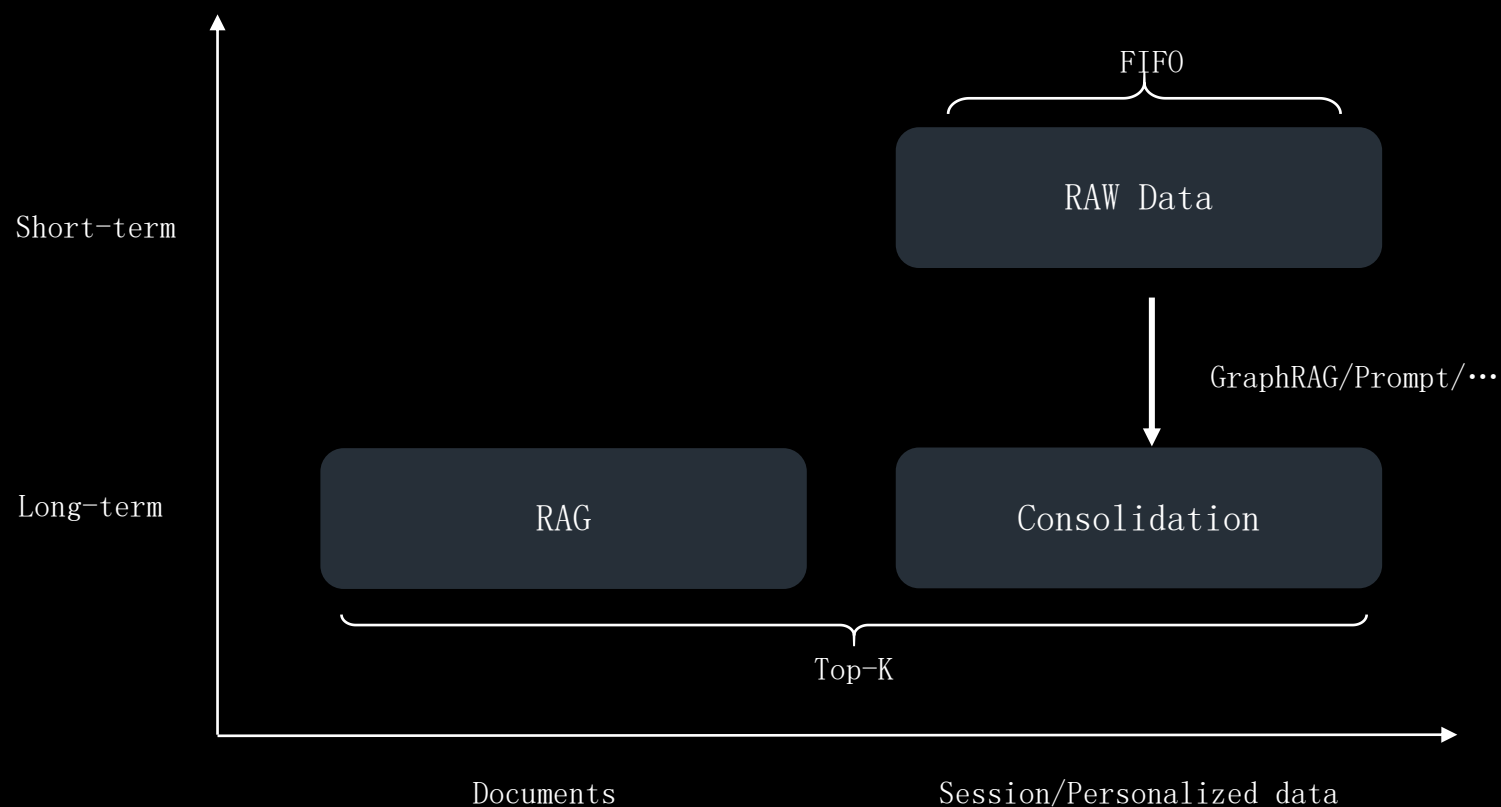 FIFO
RAW Data
Short-term
GraphRAG/Prompt/…
Long-term
RAG
Consolidation
Top-K
Documents
Session/Personalized data